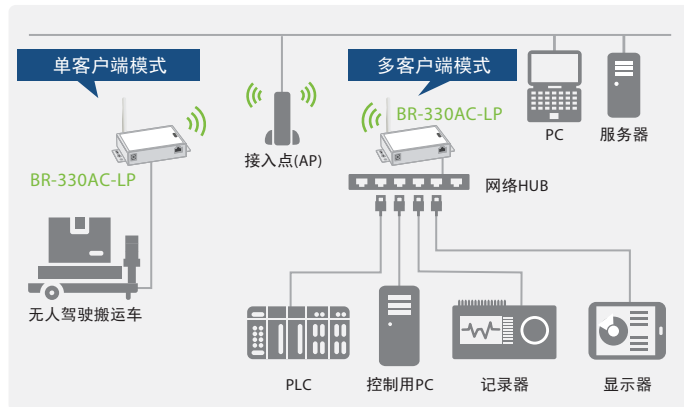 单客户端模式
多客户端模式
BR-330AC-LP
PC
服务器
接入点(AP)
BR-330AC-LP
网络HUB
无人驾驶搬运车
PLC
控制用PC
记录器
显示器